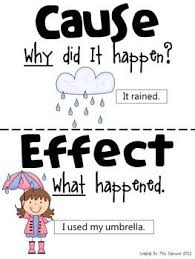 Cause
Why did It happen?
It rained.
Effect
What happened.
I used my umbrella.